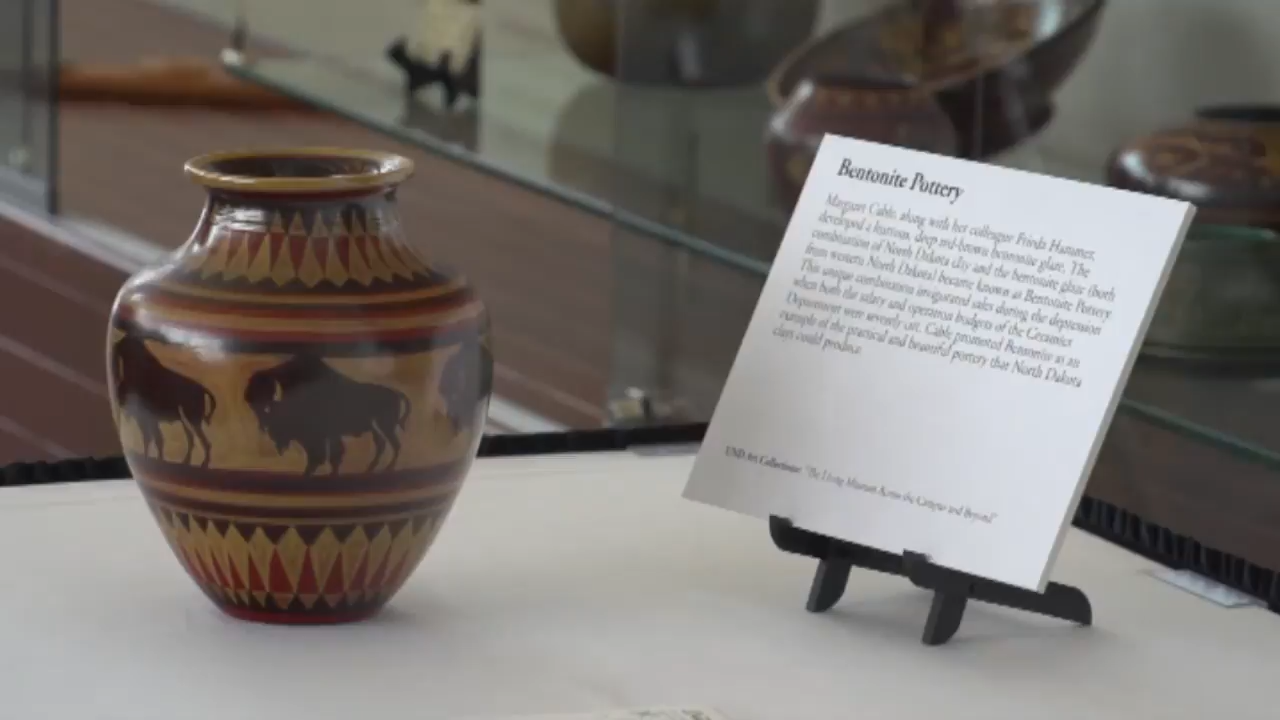 Bentonite Pottery
Margaret Cable, along with her colleague Frieda Hammer,
developed a lustrous, deep red-brown bentonite glaze. The
combination of North Dakota clay and the bentonite glaze (both
from western North Dakota) became known as Bentonite Pottery.
This unique combination invigorated sales during the depression
when both the salary and operation budgets of the Ceramics
Department were severely cut. Cable promoted Bentonite as an
example of the practical and beautiful pottery that North Dakota
clays could produce.
UND Art Collections: "The Living Museum Across the Campus and Beyond"